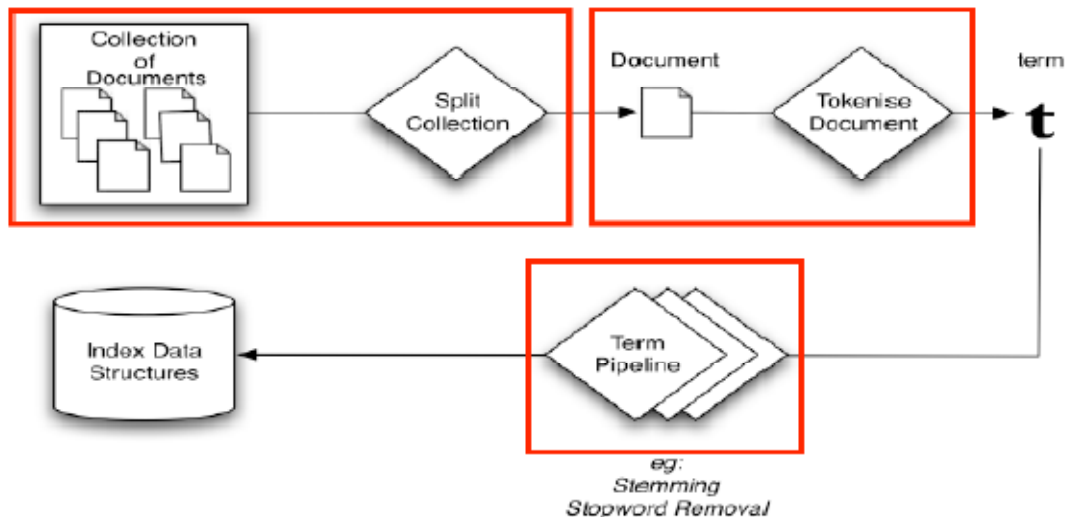 Collection
of
Documents
Split
Collection
Document
Tokenise
Document
term
t
Index Data
Structures
Term
Pipeline
eg:
Stemming
Stopword Removal